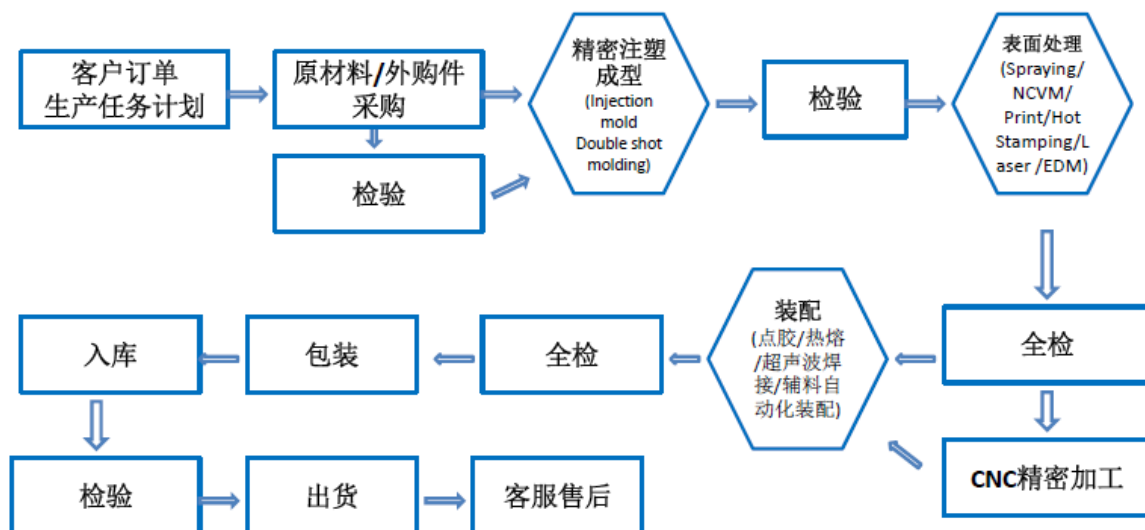 客户订单
生产任务计划
原材料/外购件
采购
检验
精密注塑
成型
(Injection
mold
Double shot
molding)
检验
表面处理
(Spraying/
NCVM/
Print/Hot
Stamping/L
aser /EDM)
全检
CNC精密加工
装配
(点胶/热熔
/超声波焊
接/辅料自
动化装配)
全检
包装
入库
检验
出货
客服售后